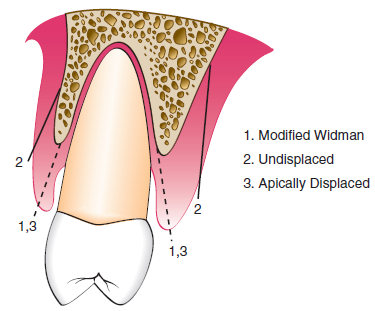 1. Modified Widman
2. Undisplaced
3. Apically Displaced
2
2
1,3
1,3